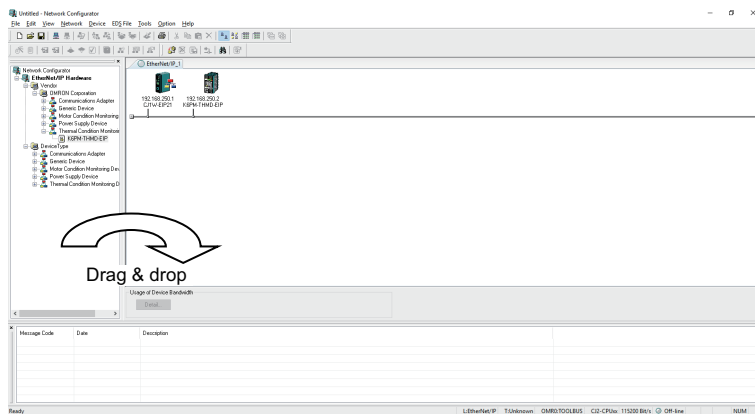 Untitled - Network Configurator
File Edit View Network Device EDS File Tools Option Help
EtherNet/IP_1
Network Configurator
EtherNet/IP Hardware
Vendor
OMRON Corporation
Communications Adapter
Generic Device
Motor Condition Monitoring
Power Supply Device
Thermal Condition Monitorin
K6PM-THMD-EIP
DeviceType
Communications Adapter
Generic Device
Motor Condition Monitoring Dev
Power Supply Device
Thermal Condition Monitoring D
192.168.250.1
CJ1W-EIP21
192.168.250.2
K6PM-THMD-EIP
Drag & drop
Usage of Device Bandwidth
Detail...
Message Code Date Description
Ready L:EtherNet/IP T:Unknown OMR0:TOOLBUS CJ2-CPUxx 115200 Bit/s Off-line NUM